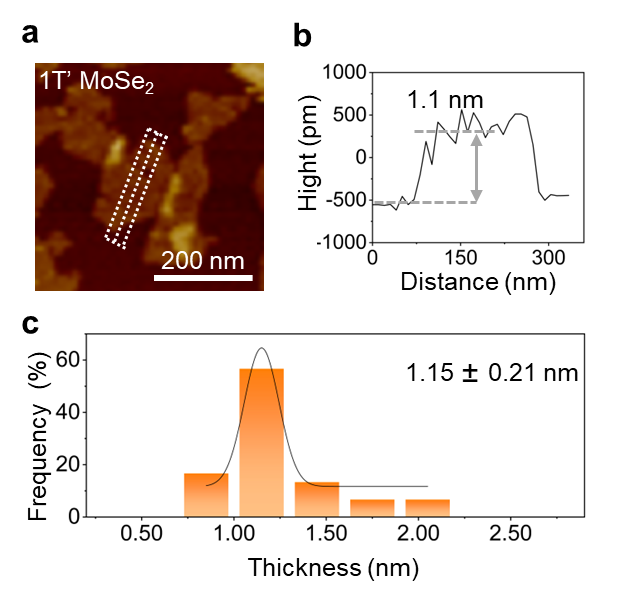 a
1T’ MoSe2
200 nm
b
1000
500
0
-500
-1000
Hight (pm)
1.1 nm
0
150
300
Distance (nm)
c
60
40
20
0
Frequency (%)
1.15 ± 0.21 nm
0.50
1.00
1.50
2.00
2.50
Thickness (nm)